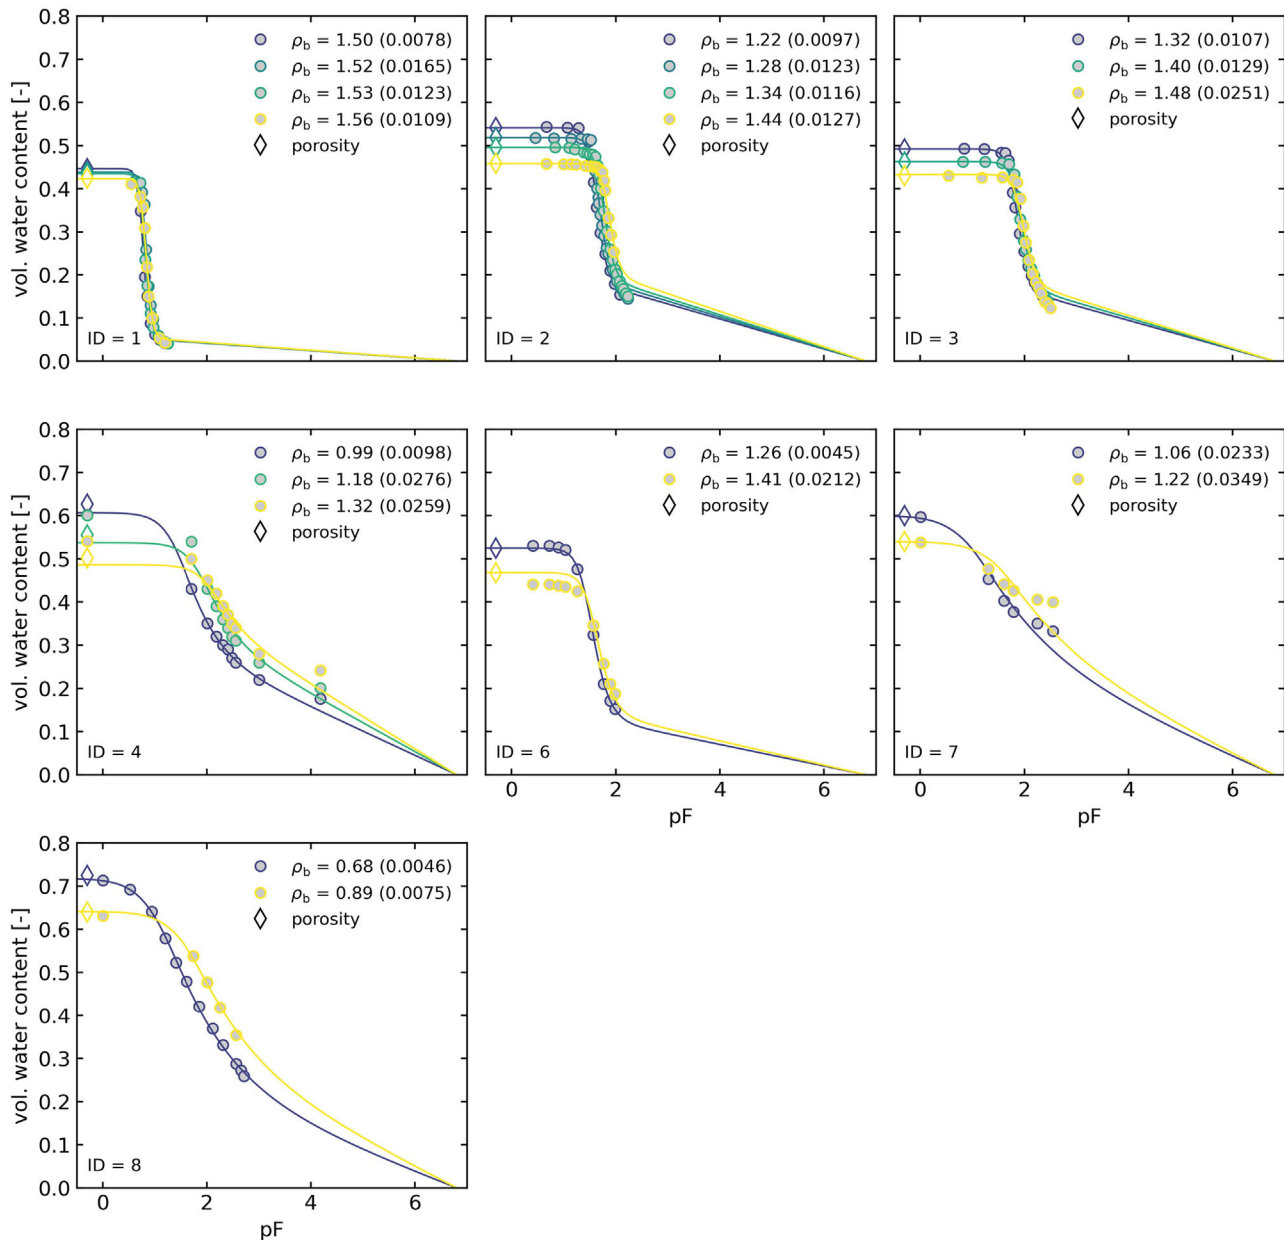 vol. water content [-]
0.8
0.7
0.6
0.5
0.4
0.3
0.2
0.1
0.0
ρb = 1.50 (0.0078)
ρb = 1.52 (0.0165)
ρb = 1.53 (0.0123)
ρb = 1.56 (0.0109)
porosity
ID = 1
ρb = 1.22 (0.0097)
ρb = 1.28 (0.0123)
ρb = 1.34 (0.0116)
ρb = 1.44 (0.0127)
porosity
ID = 2
ρb = 1.32 (0.0107)
ρb = 1.40 (0.0129)
ρb = 1.48 (0.0251)
porosity
ID = 3
vol. water content [-]
0.8
0.7
0.6
0.5
0.4
0.3
0.2
0.1
0.0
ρb = 0.99 (0.0098)
ρb = 1.18 (0.0276)
ρb = 1.32 (0.0259)
porosity
ID = 4
ρb = 1.26 (0.0045)
ρb = 1.41 (0.0212)
porosity
ID = 6
0 2 4 6
pF
ρb = 1.06 (0.0233)
ρb = 1.22 (0.0349)
porosity
ID = 7
0 2 4 6
pF
vol. water content [-]
0.8
0.7
0.6
0.5
0.4
0.3
0.2
0.1
0.0
ρb = 0.68 (0.0046)
ρb = 0.89 (0.0075)
porosity
ID = 8
0 2 4 6
pF